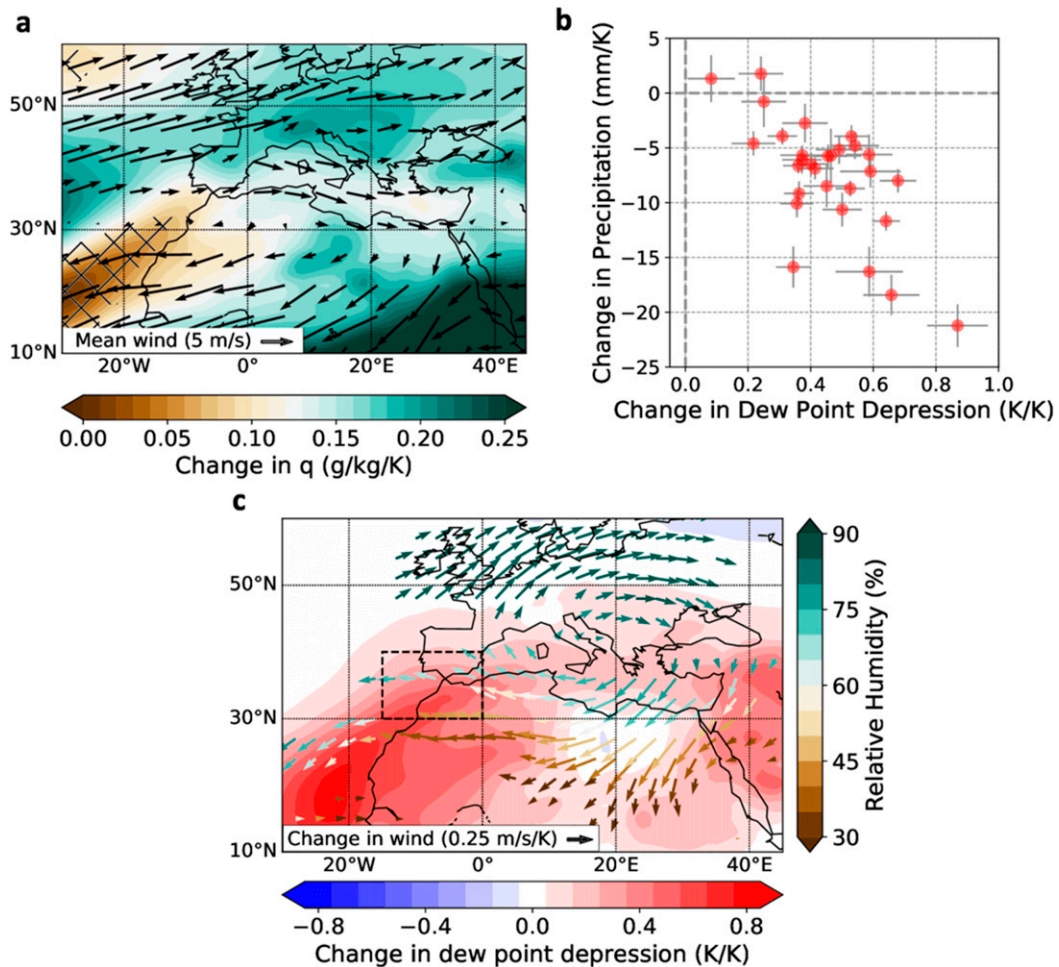 a
50°N
40°N
30°N
20°N
10°N
Mean wind (5 m/s)
20°W
0°
20°E
40°E
0.00
0.05
0.10
0.15
0.20
0.25
Change in q (g/kg/K)
b
Change in Precipitation (mm/K)
5
0
−5
−10
−15
−20
−25
0.0
0.2
0.4
0.6
0.8
1.0
Change in Dew Point Depression (K/K)
c
50°N
30°N
10°N
Change in wind (0.25 m/s/K)
20°W
0°
20°E
40°E
90
75
60
45
30
Relative Humidity (%)
−0.8
−0.4
0.0
0.4
0.8
Change in dew point depression (K/K)